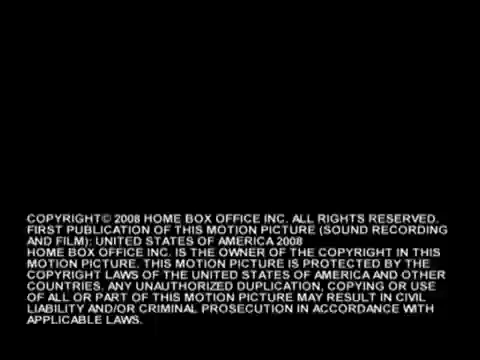 COPYRIGHT© 2008 HOME BOX OFFICE INC. ALL RIGHTS RESERVED.
FIRST PUBLICATION OF THIS MOTION PICTURE (SOUND RECORDING
AND FILM): UNITED STATES OF AMERICA 2008
HOME BOX OFFICE INC. IS THE OWNER OF THE COPYRIGHT IN THIS
MOTION PICTURE. THIS MOTION PICTURE IS PROTECTED BY THE
COPYRIGHT LAWS OF THE UNITED STATES OF AMERICA AND OTHER
COUNTRIES. ANY UNAUTHORIZED DUPLICATION, COPYING OR USE
OF ALL OR PART OF THIS MOTION PICTURE MAY RESULT IN CIVIL
LIABILITY AND/OR CRIMINAL PROSECUTION IN ACCORDANCE WITH
APPLICABLE LAWS.